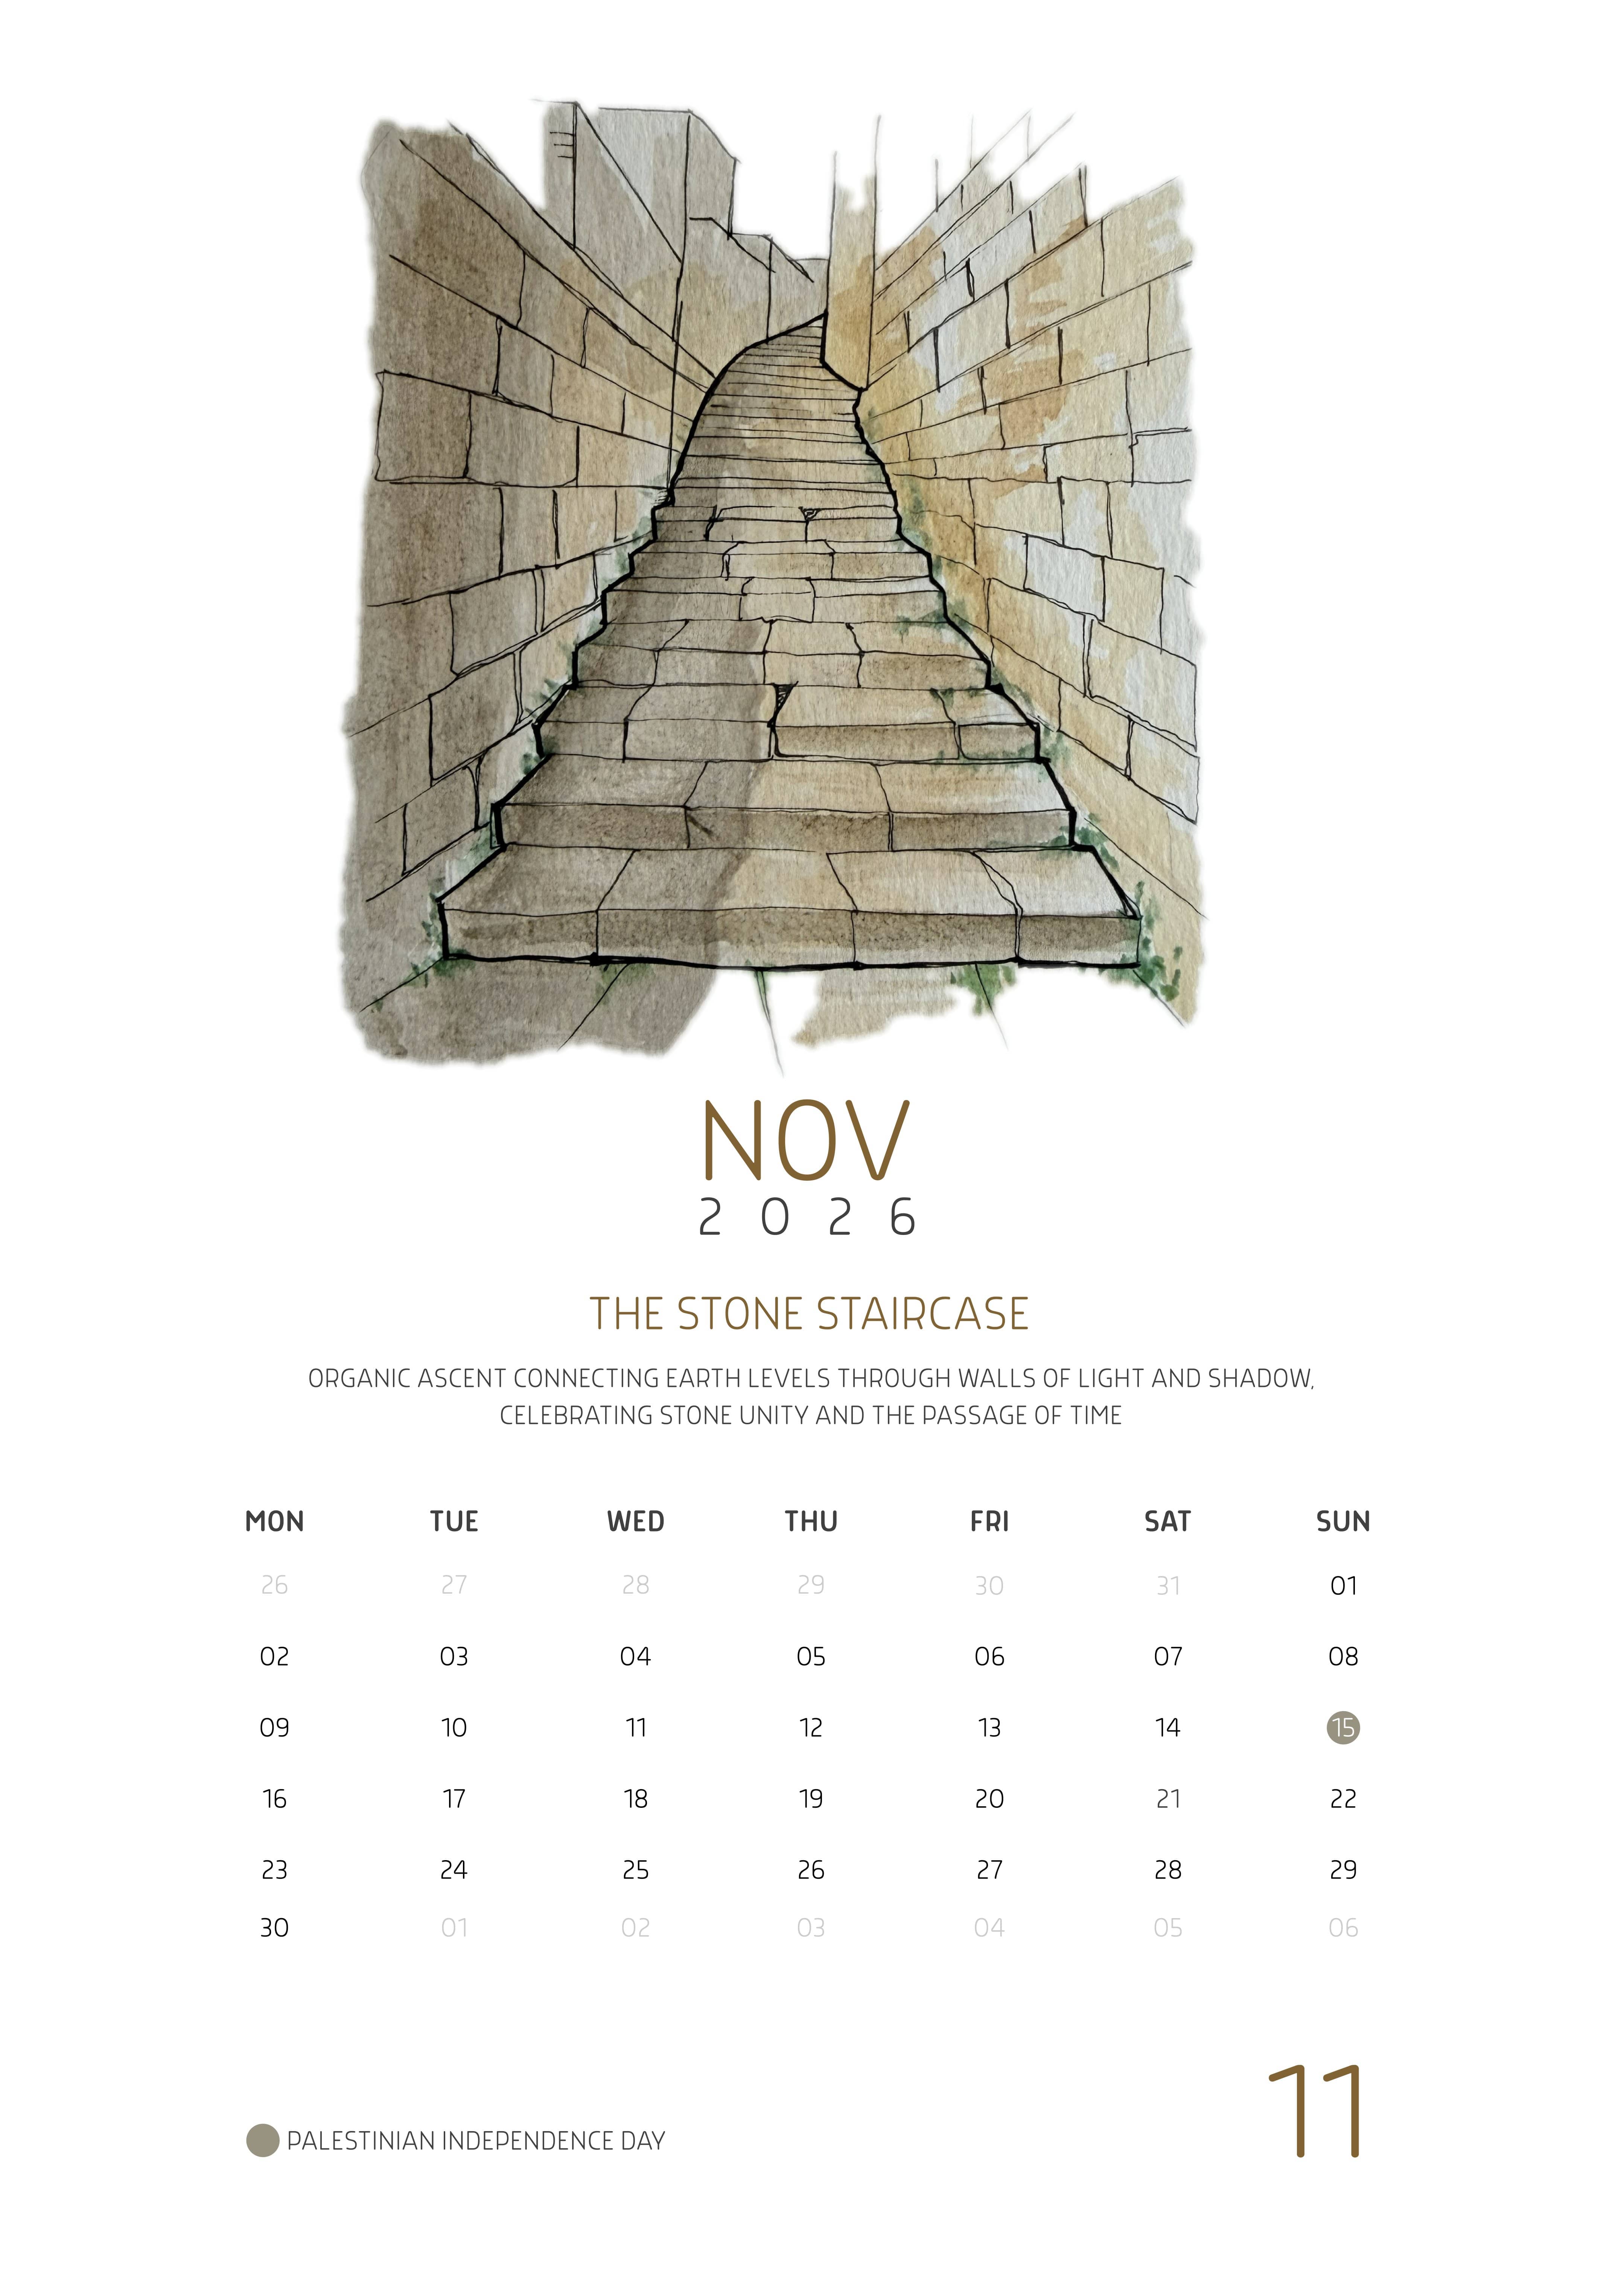 NOV
2026
THE STONE STAIRCASE
ORGANIC ASCENT CONNECTING EARTH LEVELS THROUGH WALLS OF LIGHT AND SHADOW,
CELEBRATING STONE UNITY AND THE PASSAGE OF TIME
MON TUE WED THU FRI SAT SUN
26 27 28 29 30 31 01
02 03 04 05 06 07 08
09 10 11 12 13 14 15
16 17 18 19 20 21 22
23 24 25 26 27 28 29
30 01 02 03 04 05 06
PALESTINIAN INDEPENDENCE DAY
11